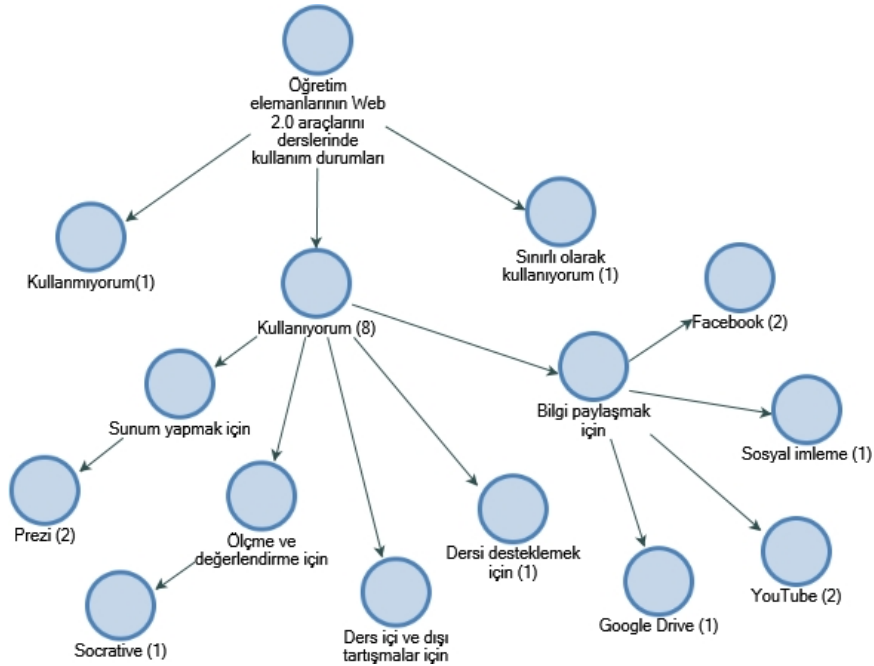 Öğretim
elemanlarının Web
2.0 araçlarını
derslerinde
kullanım durumları
Kullanmıyorum(1)
Sınırlı olarak
kullanıyorum (1)
Kullanıyorum (8)
Facebook (2)
Bilgi paylaşmak
için
Sunum yapmak için
Sosyal imleme (1)
Prezi (2)
Ölçme ve
değerlendirme için
Dersi desteklemek
için (1)
YouTube (2)
Google Drive (1)
Socrative (1)
Ders içi ve dışı
tartışmalar için